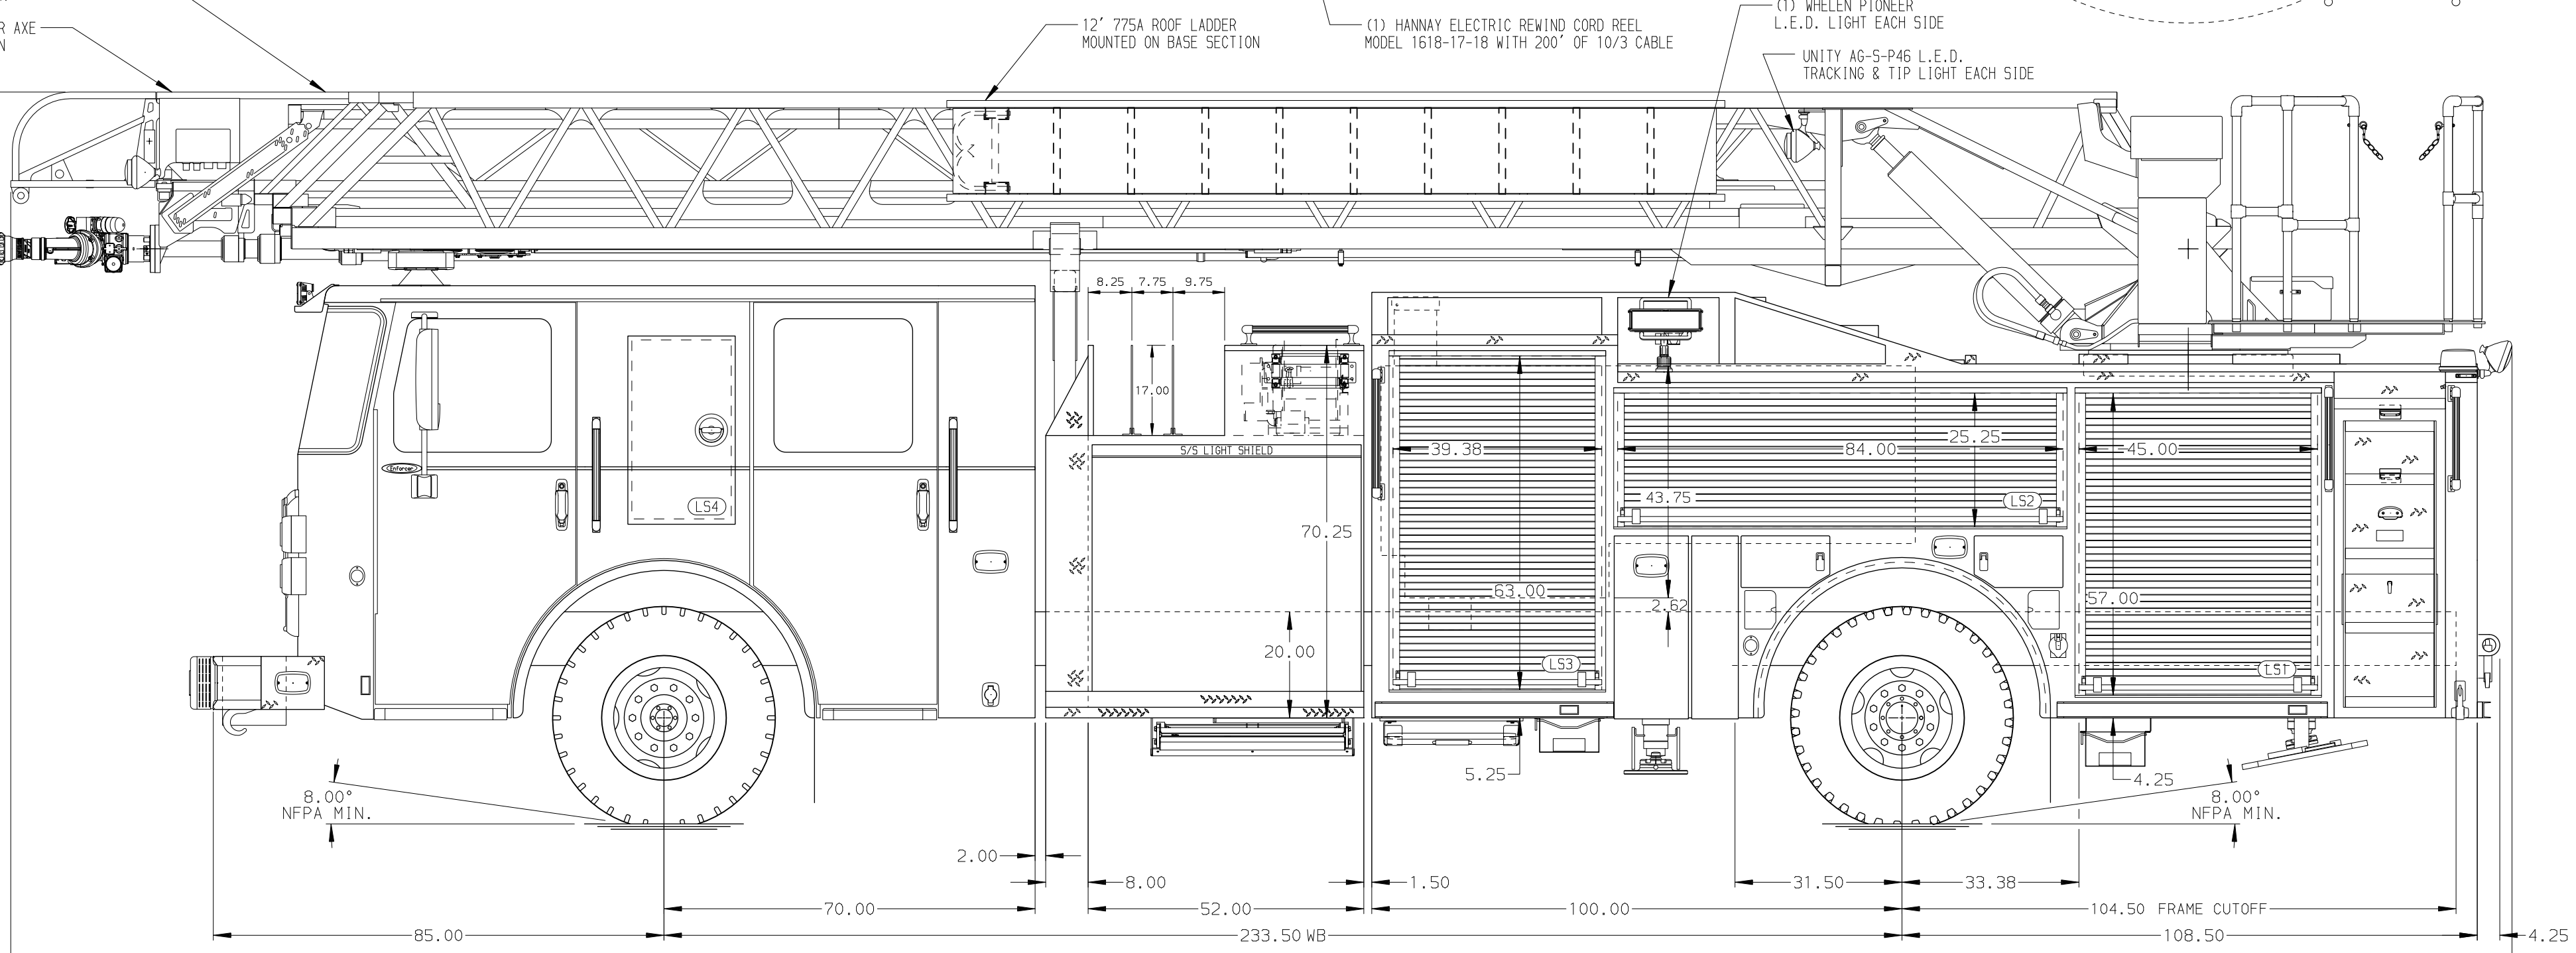 R AXE
N
12' 775A ROOF LADDER
MOUNTED ON BASE SECTION
(1) HANNAY ELECTRIC REWIND CORD REEL
MODEL 1618-17-18 WITH 200' OF 10/3 CABLE
(1) WHELEN PIONEER
L.E.D. LIGHT EACH SIDE
UNITY AG-S-P46 L.E.D.
TRACKING & TIP LIGHT EACH SIDE
8.25
7.75
9.75
17.00
S/S LIGHT SHIELD
Enforcer
LS4
39.38
84.00
25.25
45.00
43.75
LS2
70.25
63.00
2.62
57.00
20.00
LS3
LS1
5.25
4.25
8.00°
NFPA MIN.
8.00°
NFPA MIN.
2.00
8.00
1.50
31.50
33.38
70.00
52.00
100.00
104.50 FRAME CUTOFF
85.00
233.50 WB
108.50
4.25